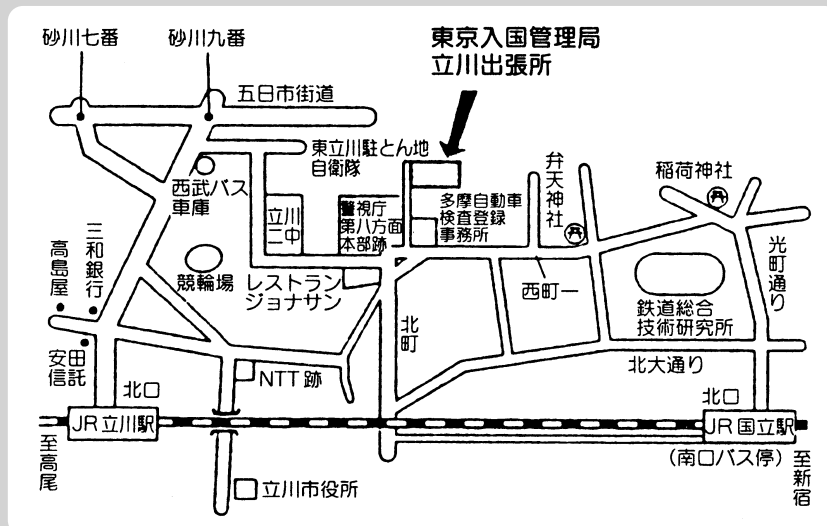 砂川七番
砂川九番
東京入国管理局
立川出張所
五日市街道
東立川駐とん地
自衛隊
西武バス
車庫
立川
二中
警視庁
第八方面
本部跡
多摩自動車
検査登録
事務所
弁天神社
稲荷神社
光町通り
三和銀行
高島屋
競輪場
レストラン
ジョナサン
西町一
鉄道総合
技術研究所
北町
安田
信託
NTT跡
北大通り
北口
北口
JR立川駅
JR国立駅
(南口バス停)
至高尾
至新宿
立川市役所